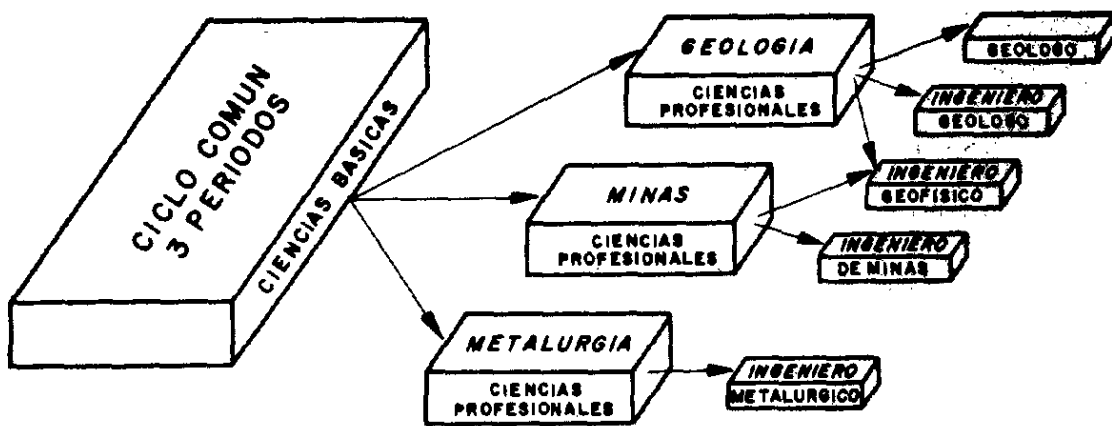 CICLO COMUN
3 PERIODOS
CIENCIAS BASICAS
GEOLOGIA
CIENCIAS
PROFESIONALES
GEOLOGO
INGENIERO
GEOLOGO
INGENIERO
GEOFÍSICO
MINAS
CIENCIAS
PROFESIONALES
INGENIERO
DE MINAS
METALURGIA
CIENCIAS
PROFESIONALES
INGENIERO
METALURGICO